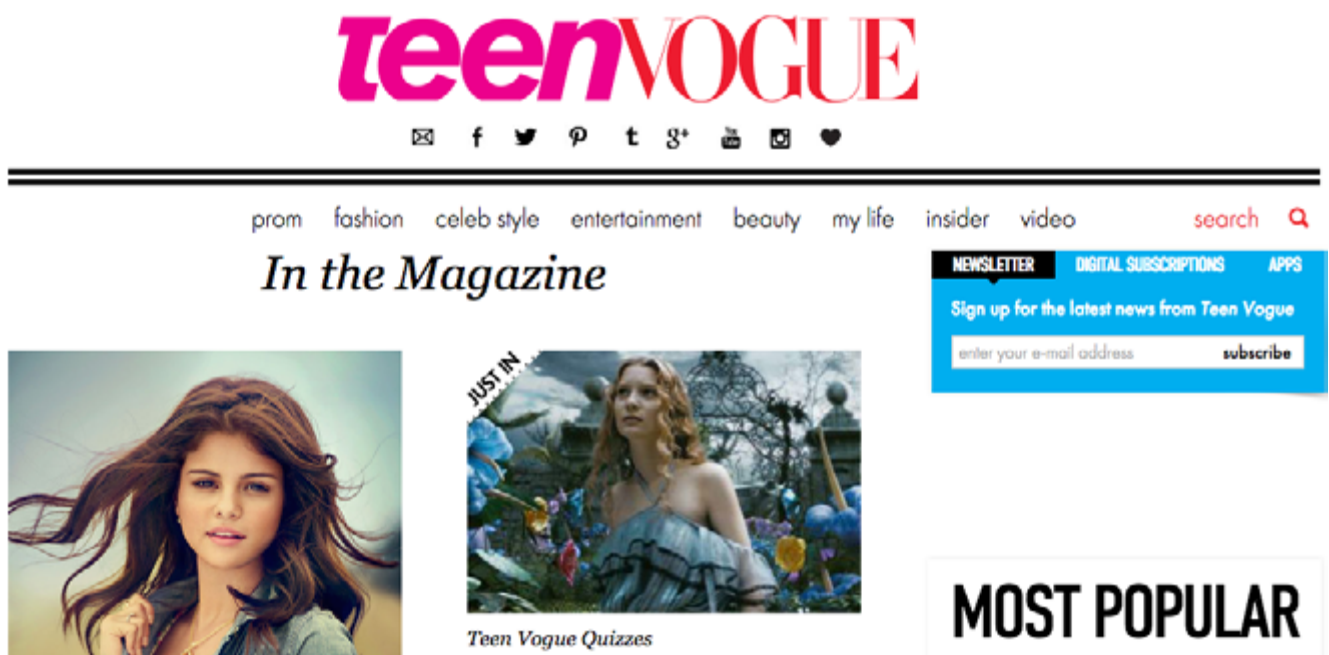 teenVOGUE
prom fashion celeb style entertainment beauty my life insider video search
In the Magazine
NEWSLETTER DIGITAL SUBSCRIPTIONS APPS
Sign up for the latest news from Teen Vogue
enter your e-mail address subscribe
JUST IN
Teen Vogue Quizzes
MOST POPULAR